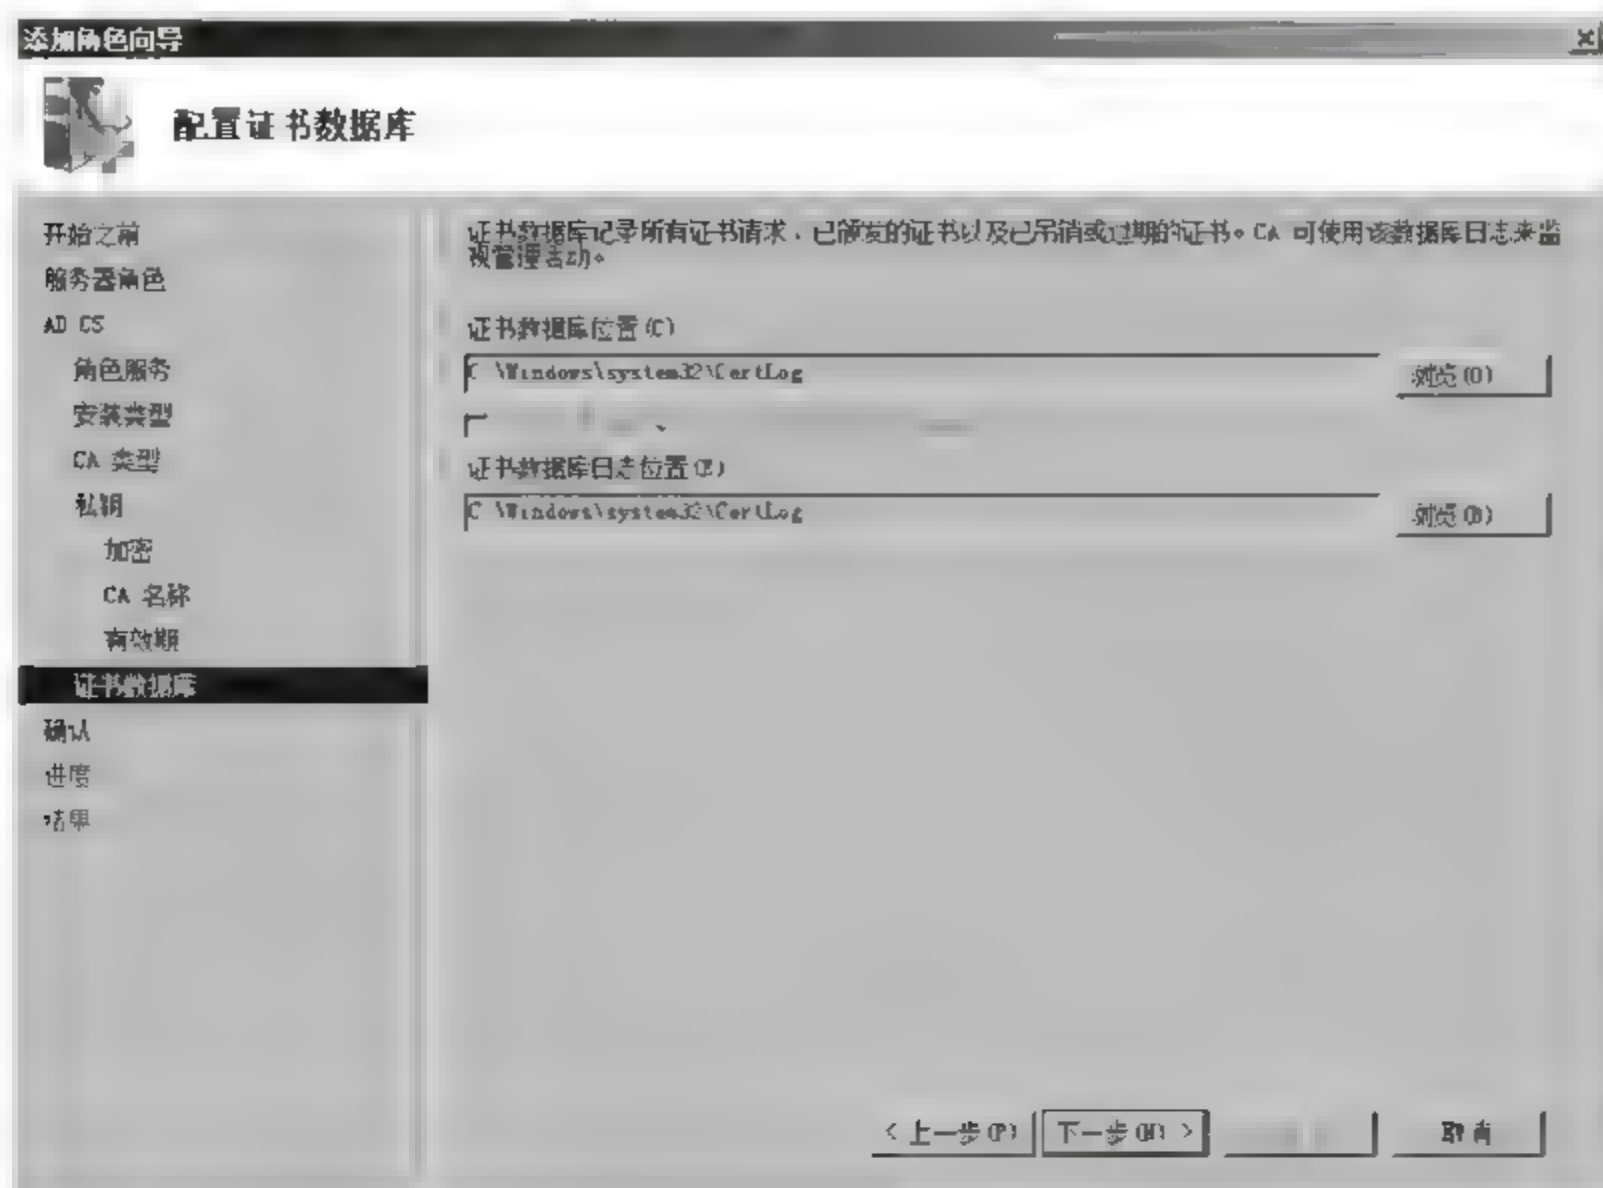 添加角色向导
配置证书数据库
开始之前
服务器角色
AD CS
角色服务
安装类型
CA 类型
私钥
加密
CA 名称
有效期
证书数据库
确认
进度
结果
证书数据库记录所有证书请求、已颁发的证书以及已吊销或过期的证书。CA 可使用该数据库日志来监
视管理活动。
证书数据库位置(C)
C:\Windows\system32\CertLog
浏览(O)
证书数据库日志位置(E)
C:\Windows\system32\CertLog
浏览
< 上一步(P)
下一步(N) >
取消